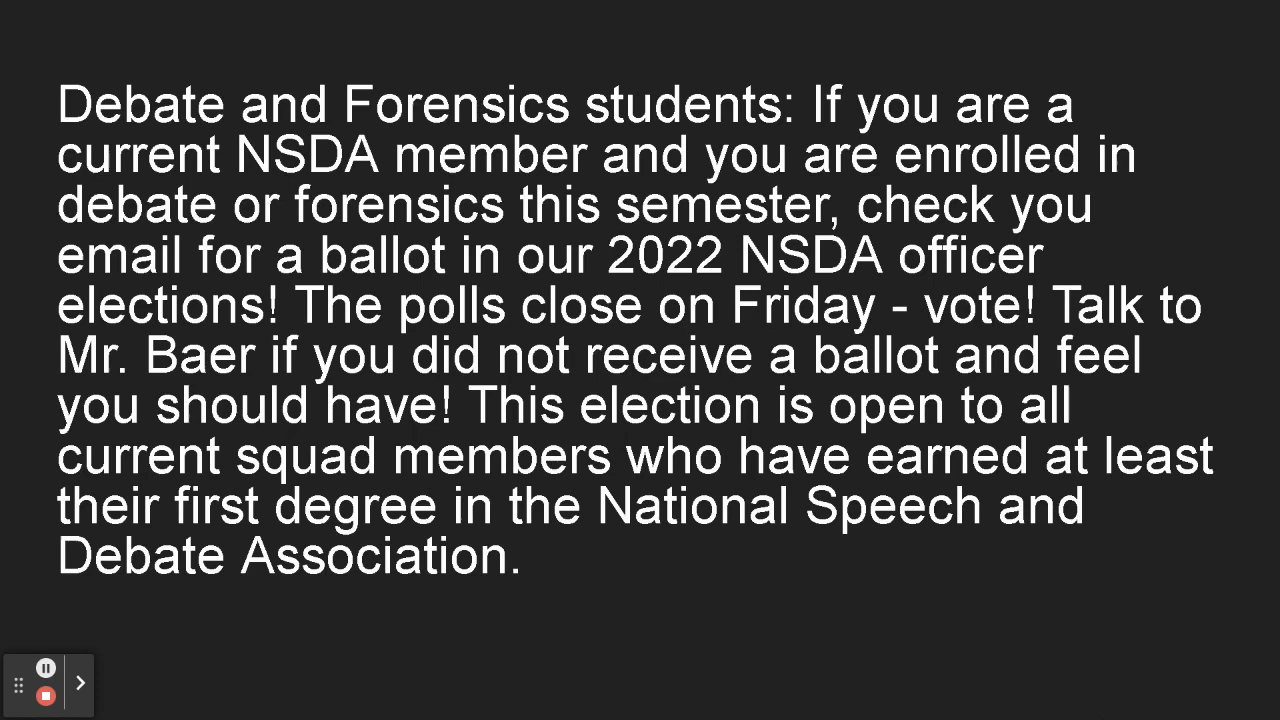 Debate and Forensics students: If you are a
current NSDA member and you are enrolled in
debate or forensics this semester, check you
email for a ballot in our 2022 NSDA officer
elections! The polls close on Friday - vote! Talk to
Mr. Baer if you did not receive a ballot and feel
you should have! This election is open to all
current squad members who have earned at least
their first degree in the National Speech and
Debate Association.